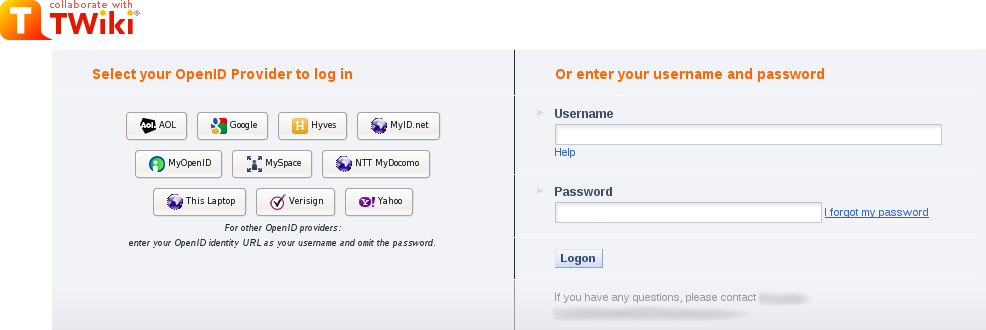 collaborate with
TWiki®
Select your OpenID Provider to log in
Aol. AOL
Google
H Hyves
MyID.net
MyOpenID
MySpace
NTT MyDocomo
This Laptop
Verisign
Y! Yahoo
For other OpenID providers:
enter your OpenID identity URL as your username and omit the password.
Or enter your username and password
Username
Help
Password
I forgot my password
Logon
If you have any questions, please contact